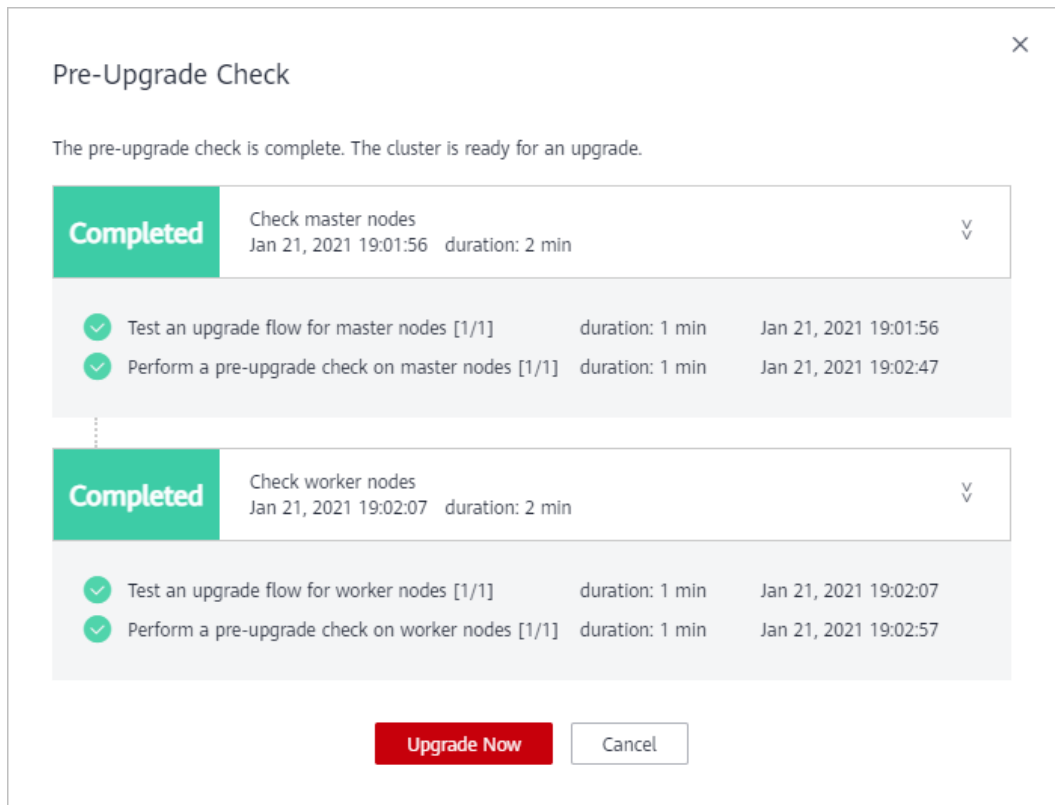 Pre-Upgrade Check
The pre-upgrade check is complete. The cluster is ready for an upgrade.
Completed
Check master nodes
Jan 21, 2021 19:01:56 duration: 2 min
Test an upgrade flow for master nodes [1/1] duration: 1 min Jan 21, 2021 19:01:56
Perform a pre-upgrade check on master nodes [1/1] duration: 1 min Jan 21, 2021 19:02:47
Completed
Check worker nodes
Jan 21, 2021 19:02:07 duration: 2 min
Test an upgrade flow for worker nodes [1/1] duration: 1 min Jan 21, 2021 19:02:07
Perform a pre-upgrade check on worker nodes [1/1] duration: 1 min Jan 21, 2021 19:02:57
Upgrade Now Cancel